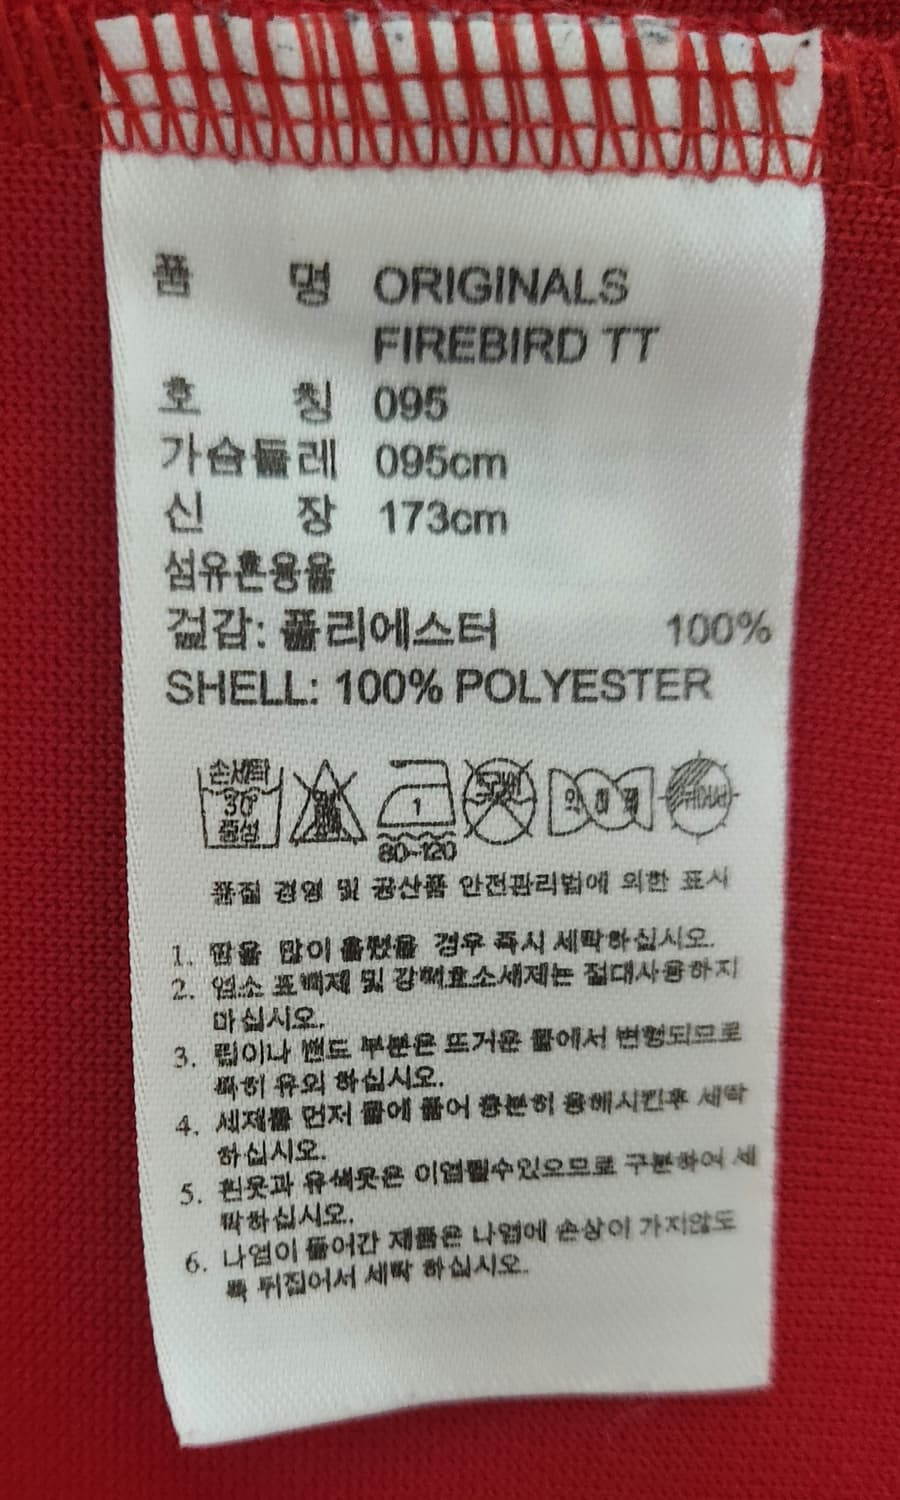 품 명 ORIGINALS
FIREBIRD TT
호 칭 095
가슴둘레 095cm
신 장 173cm
섬유혼용율
겉감: 폴리에스터 100%
SHELL: 100% POLYESTER
손세탁 30° 중성
1
80~120
드라이
옷걸이
품질 경영 및 공산품 안전관리법에 의한 표시
1. 땀을 많이 흘렸을 경우 즉시 세탁하십시오.
2. 염소 표백제 및 강력효소세제는 절대사용하지
마십시오.
3. 립이나 밴드 부분은 뜨거운 물에서 변형되므로
특히 유의 하십시오.
4. 세제를 먼저 물에 풀어 충분히 용해시킨후 세탁
하십시오.
5. 흰옷과 유색옷은 이염될수있으므로 구분하여 세
탁하십시오.
6. 나염이 들어간 제품은 나염에 손상이 가지않도
록 뒤집어서 세탁 하십시오.